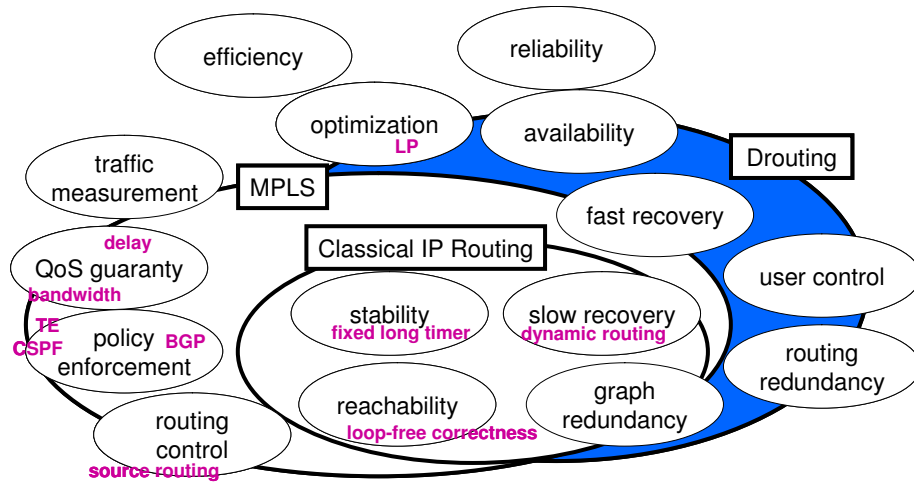 efficiency
reliability
optimization
LP
availability
Drouting
traffic
measurement
MPLS
fast recovery
Classical IP Routing
delay
QoS guaranty
bandwidth
user control
stability
fixed long timer
slow recovery
dynamic routing
TE
CSPF
policy
enforcement
BGP
routing
redundancy
reachability
loop-free correctness
graph
redundancy
routing
control
source routing